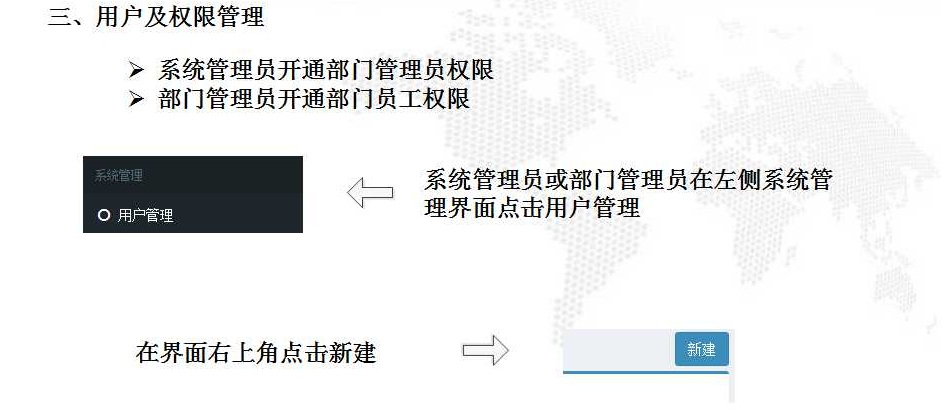 三、用户及权限管理
➢ 系统管理员开通部门管理员权限
➢ 部门管理员开通部门员工权限
系统管理
用户管理
系统管理员或部门管理员在左侧系统管
理界面点击用户管理
在界面右上角点击新建
新建